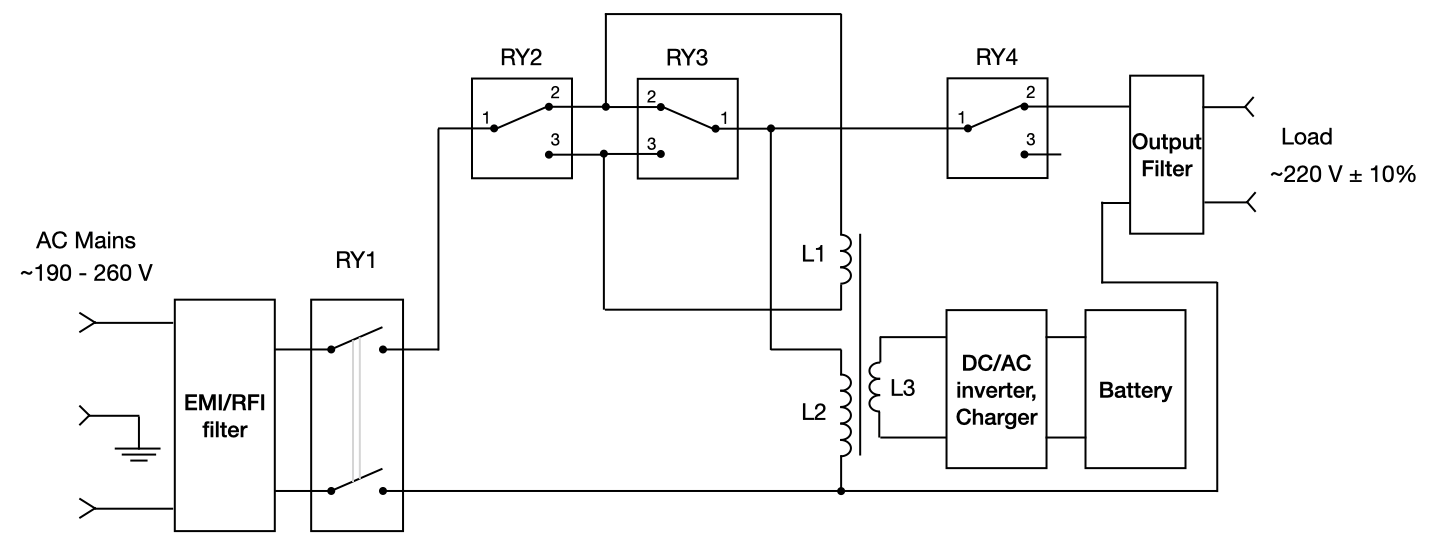 RY2
RY3
RY4
1
2
3
2
3
1
1
2
3
Output
Filter
Load
~220 V ± 10%
AC Mains
~190 - 260 V
RY1
L1
EMI/RFI
filter
L2
L3
DC/AC
inverter,
Charger
Battery